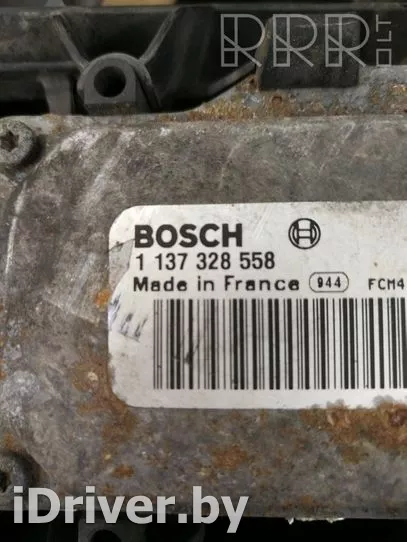 RRR.LT
BOSCH
1 137 328 558
Made in France 944 FCM4
iDriver.by